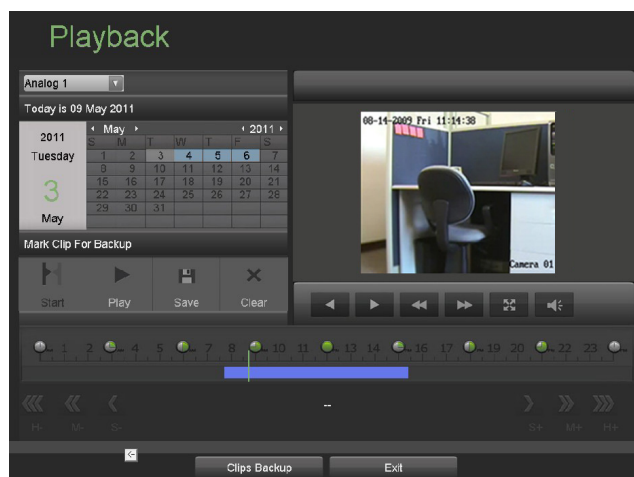 Playback
Analog 1
Today is 09 May 2011
2011
Tuesday
3
May
May 2011
S M T W T F S
1 2 3 4 5 6 7
8 9 10 11 12 13 14
15 16 17 18 19 20 21
22 23 24 25 26 27 28
29 30 31
Mark Clip For Backup
Start Play Save Clear
08-14-2009 Fri 11:14:38
Camera 01
1 2 4 5 7 8 10 11 13 14 16 17 19 20 22 23
--
H- M- S- S+ M+ H+
Clips Backup Exit